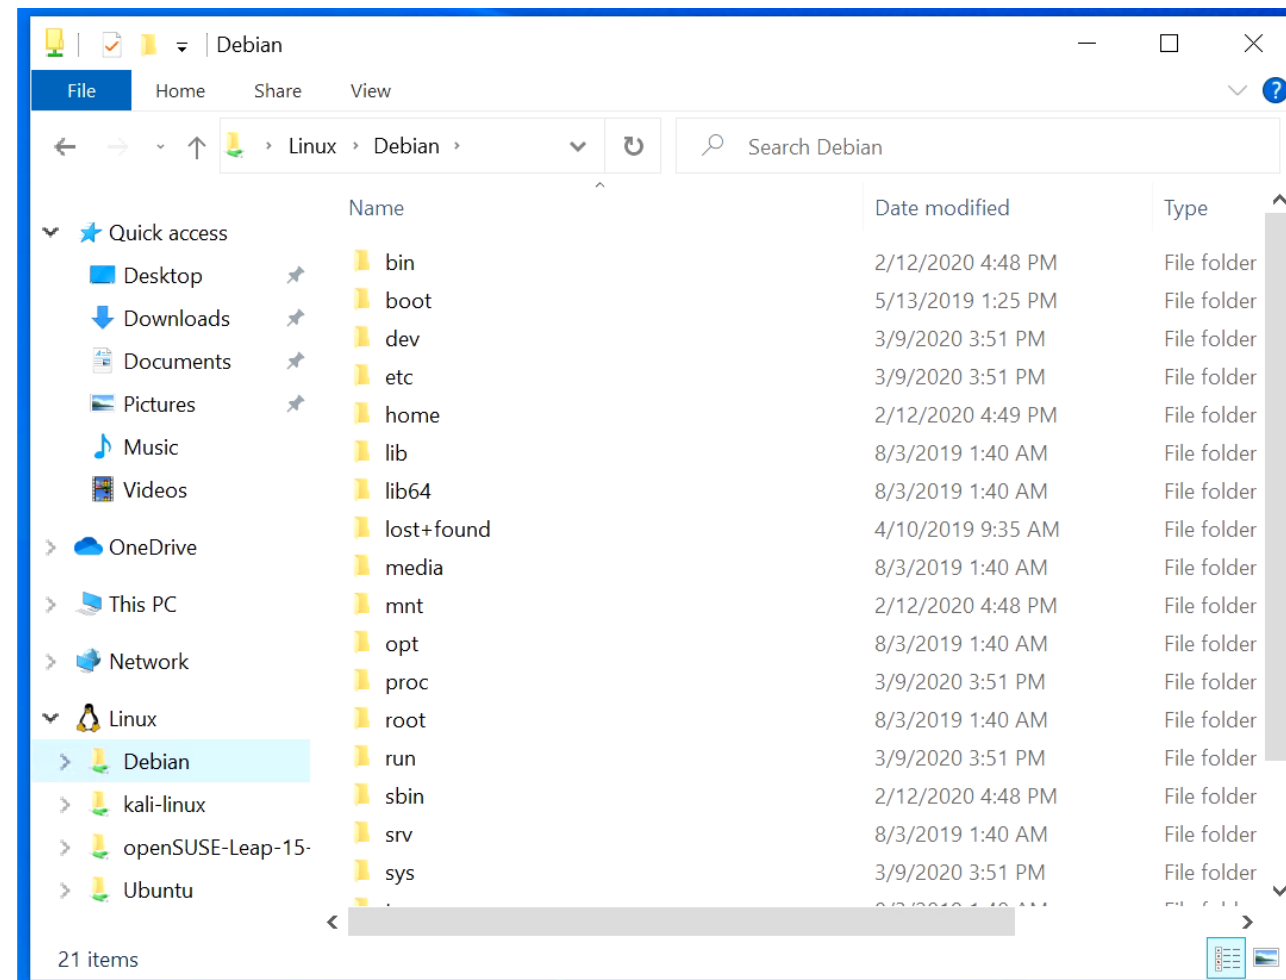 Debian
File Home Share View ?
Linux Debian
Search Debian
Name Date modified Type
Quick access
Desktop
Downloads
Documents
Pictures
Music
Videos
OneDrive
This PC
Network
Linux
Debian
kali-linux
openSUSE-Leap-15-
Ubuntu
bin 2/12/2020 4:48 PM File folder
boot 5/13/2019 1:25 PM File folder
dev 3/9/2020 3:51 PM File folder
etc 3/9/2020 3:51 PM File folder
home 2/12/2020 4:49 PM File folder
lib 8/3/2019 1:40 AM File folder
lib64 8/3/2019 1:40 AM File folder
lost+found 4/10/2019 9:35 AM File folder
media 8/3/2019 1:40 AM File folder
mnt 2/12/2020 4:48 PM File folder
opt 8/3/2019 1:40 AM File folder
proc 3/9/2020 3:51 PM File folder
root 8/3/2019 1:40 AM File folder
run 3/9/2020 3:51 PM File folder
sbin 2/12/2020 4:48 PM File folder
srv 8/3/2019 1:40 AM File folder
sys 3/9/2020 3:51 PM File folder
21 items